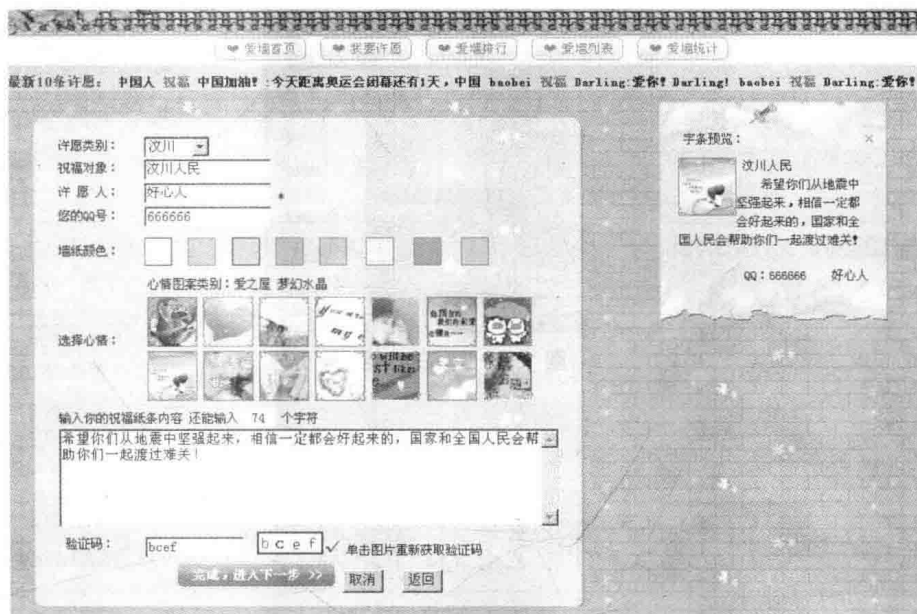 ❤ 爱墙首页 ❤ 我要许愿 ❤ 爱墙排行 ❤ 爱墙列表 ❤ 爱墙统计
最新10条许愿： 中国人 祝福 中国加油！:今天距离奥运会闭幕还有1天，中国 baobei 祝福 Darling:爱你! Darling! baobei 祝福 Darling:爱你!
许愿类别： 汶川
祝福对象： 汶川人民
许 愿 人： 好心人 *
您的QQ号： 666666
墙纸颜色：
心情图案类别：爱之屋 梦幻水晶
选择心情：
输入你的祝福纸条内容 还能输入 74 个字符
希望你们从地震中坚强起来，相信一定都会好起来的，国家和全国人民会帮
助你们一起渡过难关！
验证码： bcef b c e f ✓ 单击图片重新获取验证码
完成，进入下一步 >> 取消 返回
字条预览： ×
汶川人民
希望你们从地震中
坚强起来，相信一定都
会好起来的，国家和全
国人民会帮助你们一起渡过难关！
QQ：666666 好心人